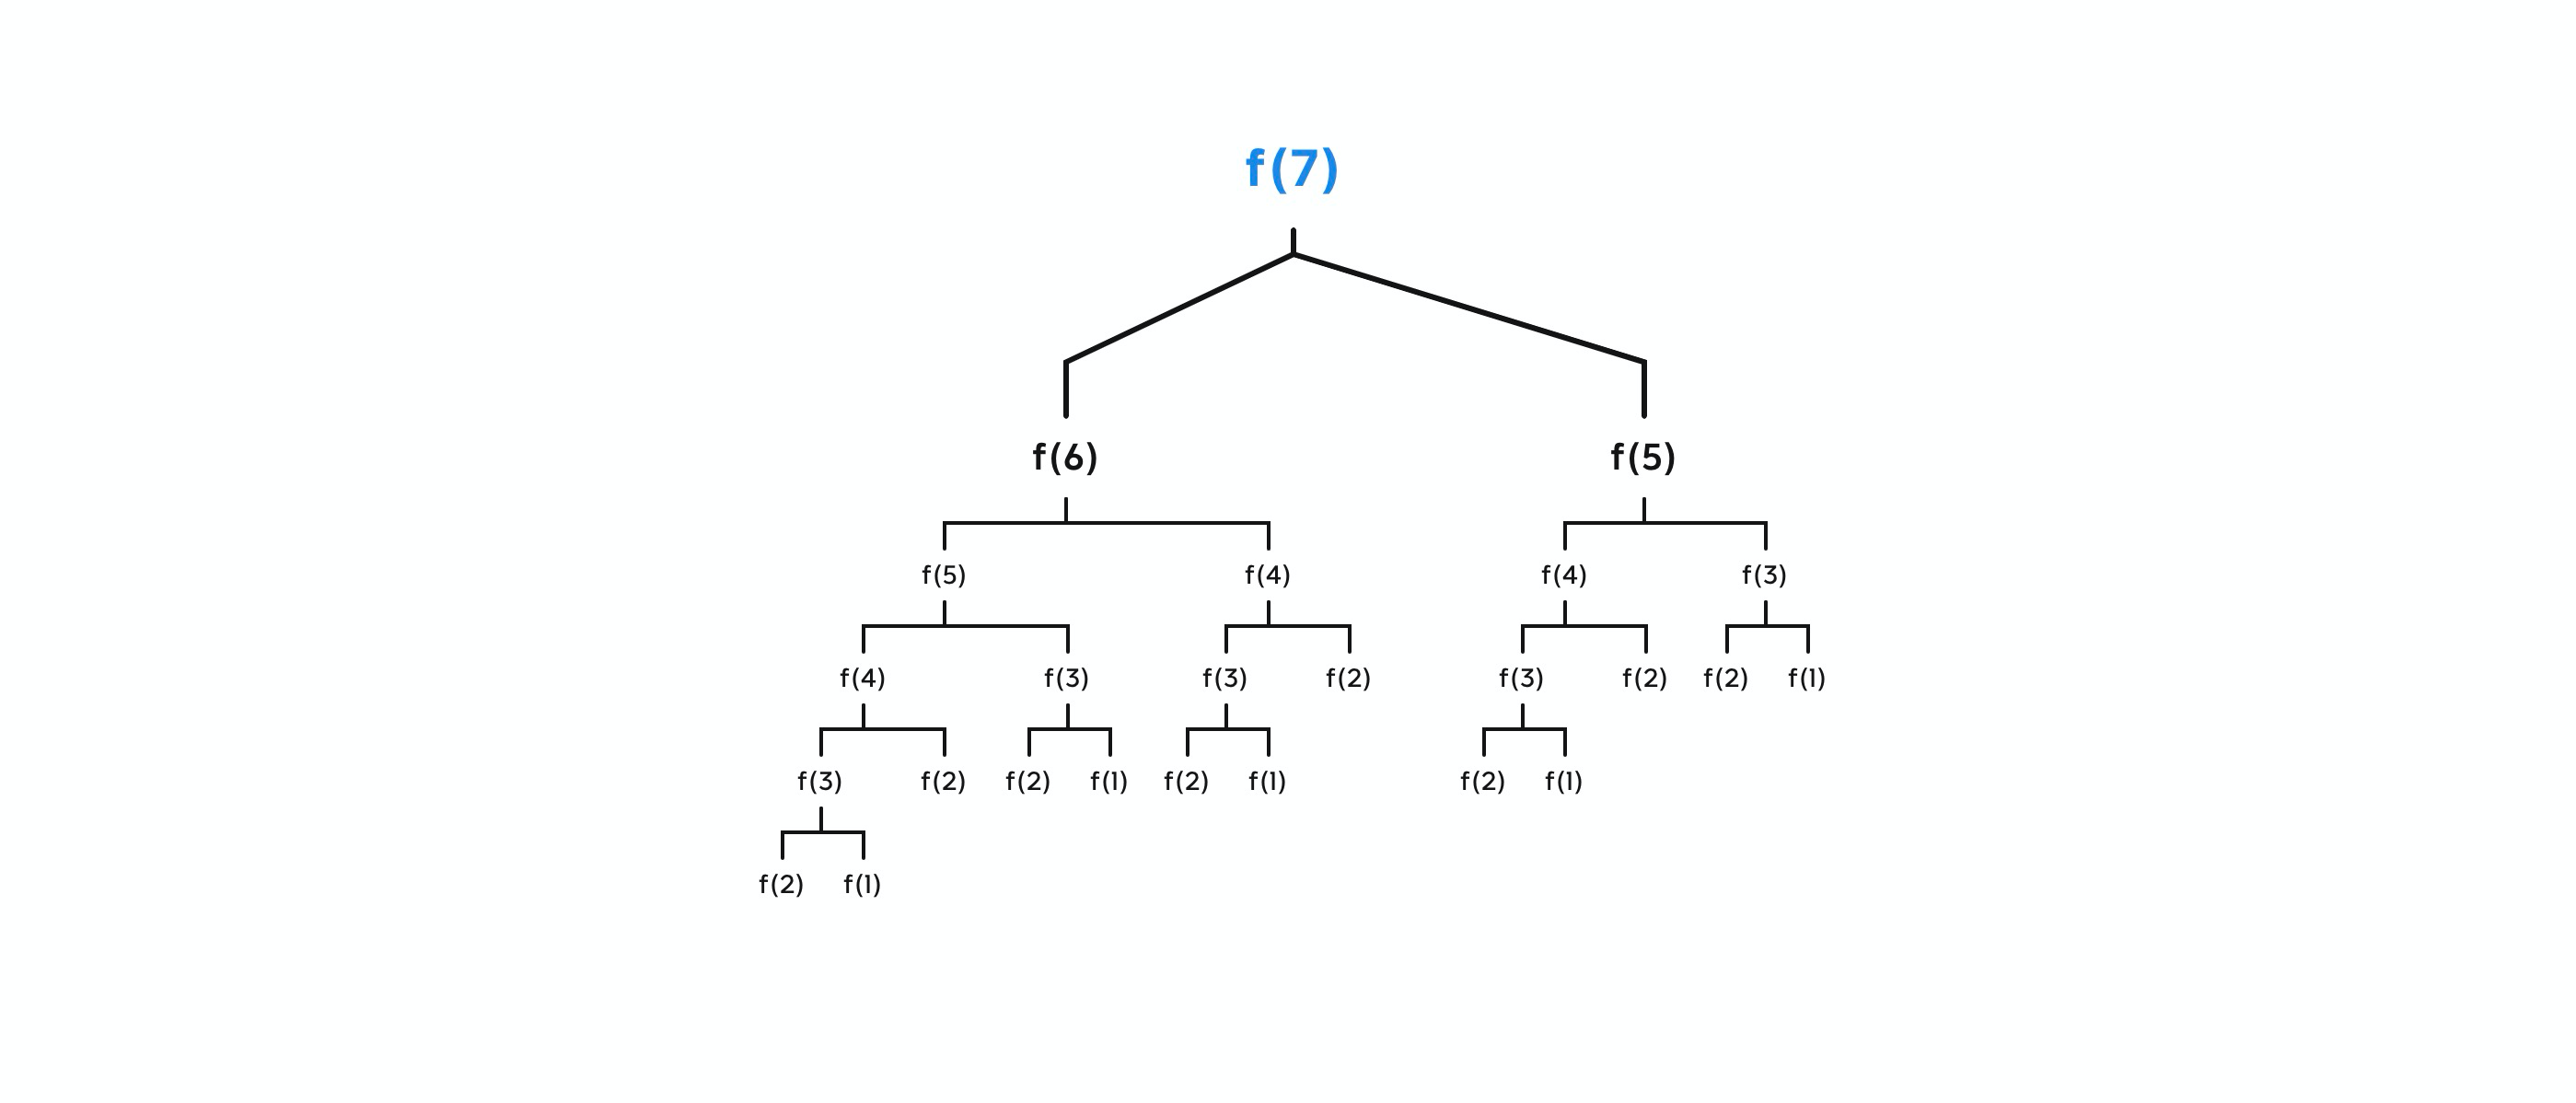 f(7)
f(6) f(5)
f(5) f(4) f(4) f(3)
f(4) f(3) f(3) f(2) f(3) f(2) f(2) f(1)
f(3) f(2) f(2) f(1) f(2) f(1) f(2) f(1)
f(2) f(1)